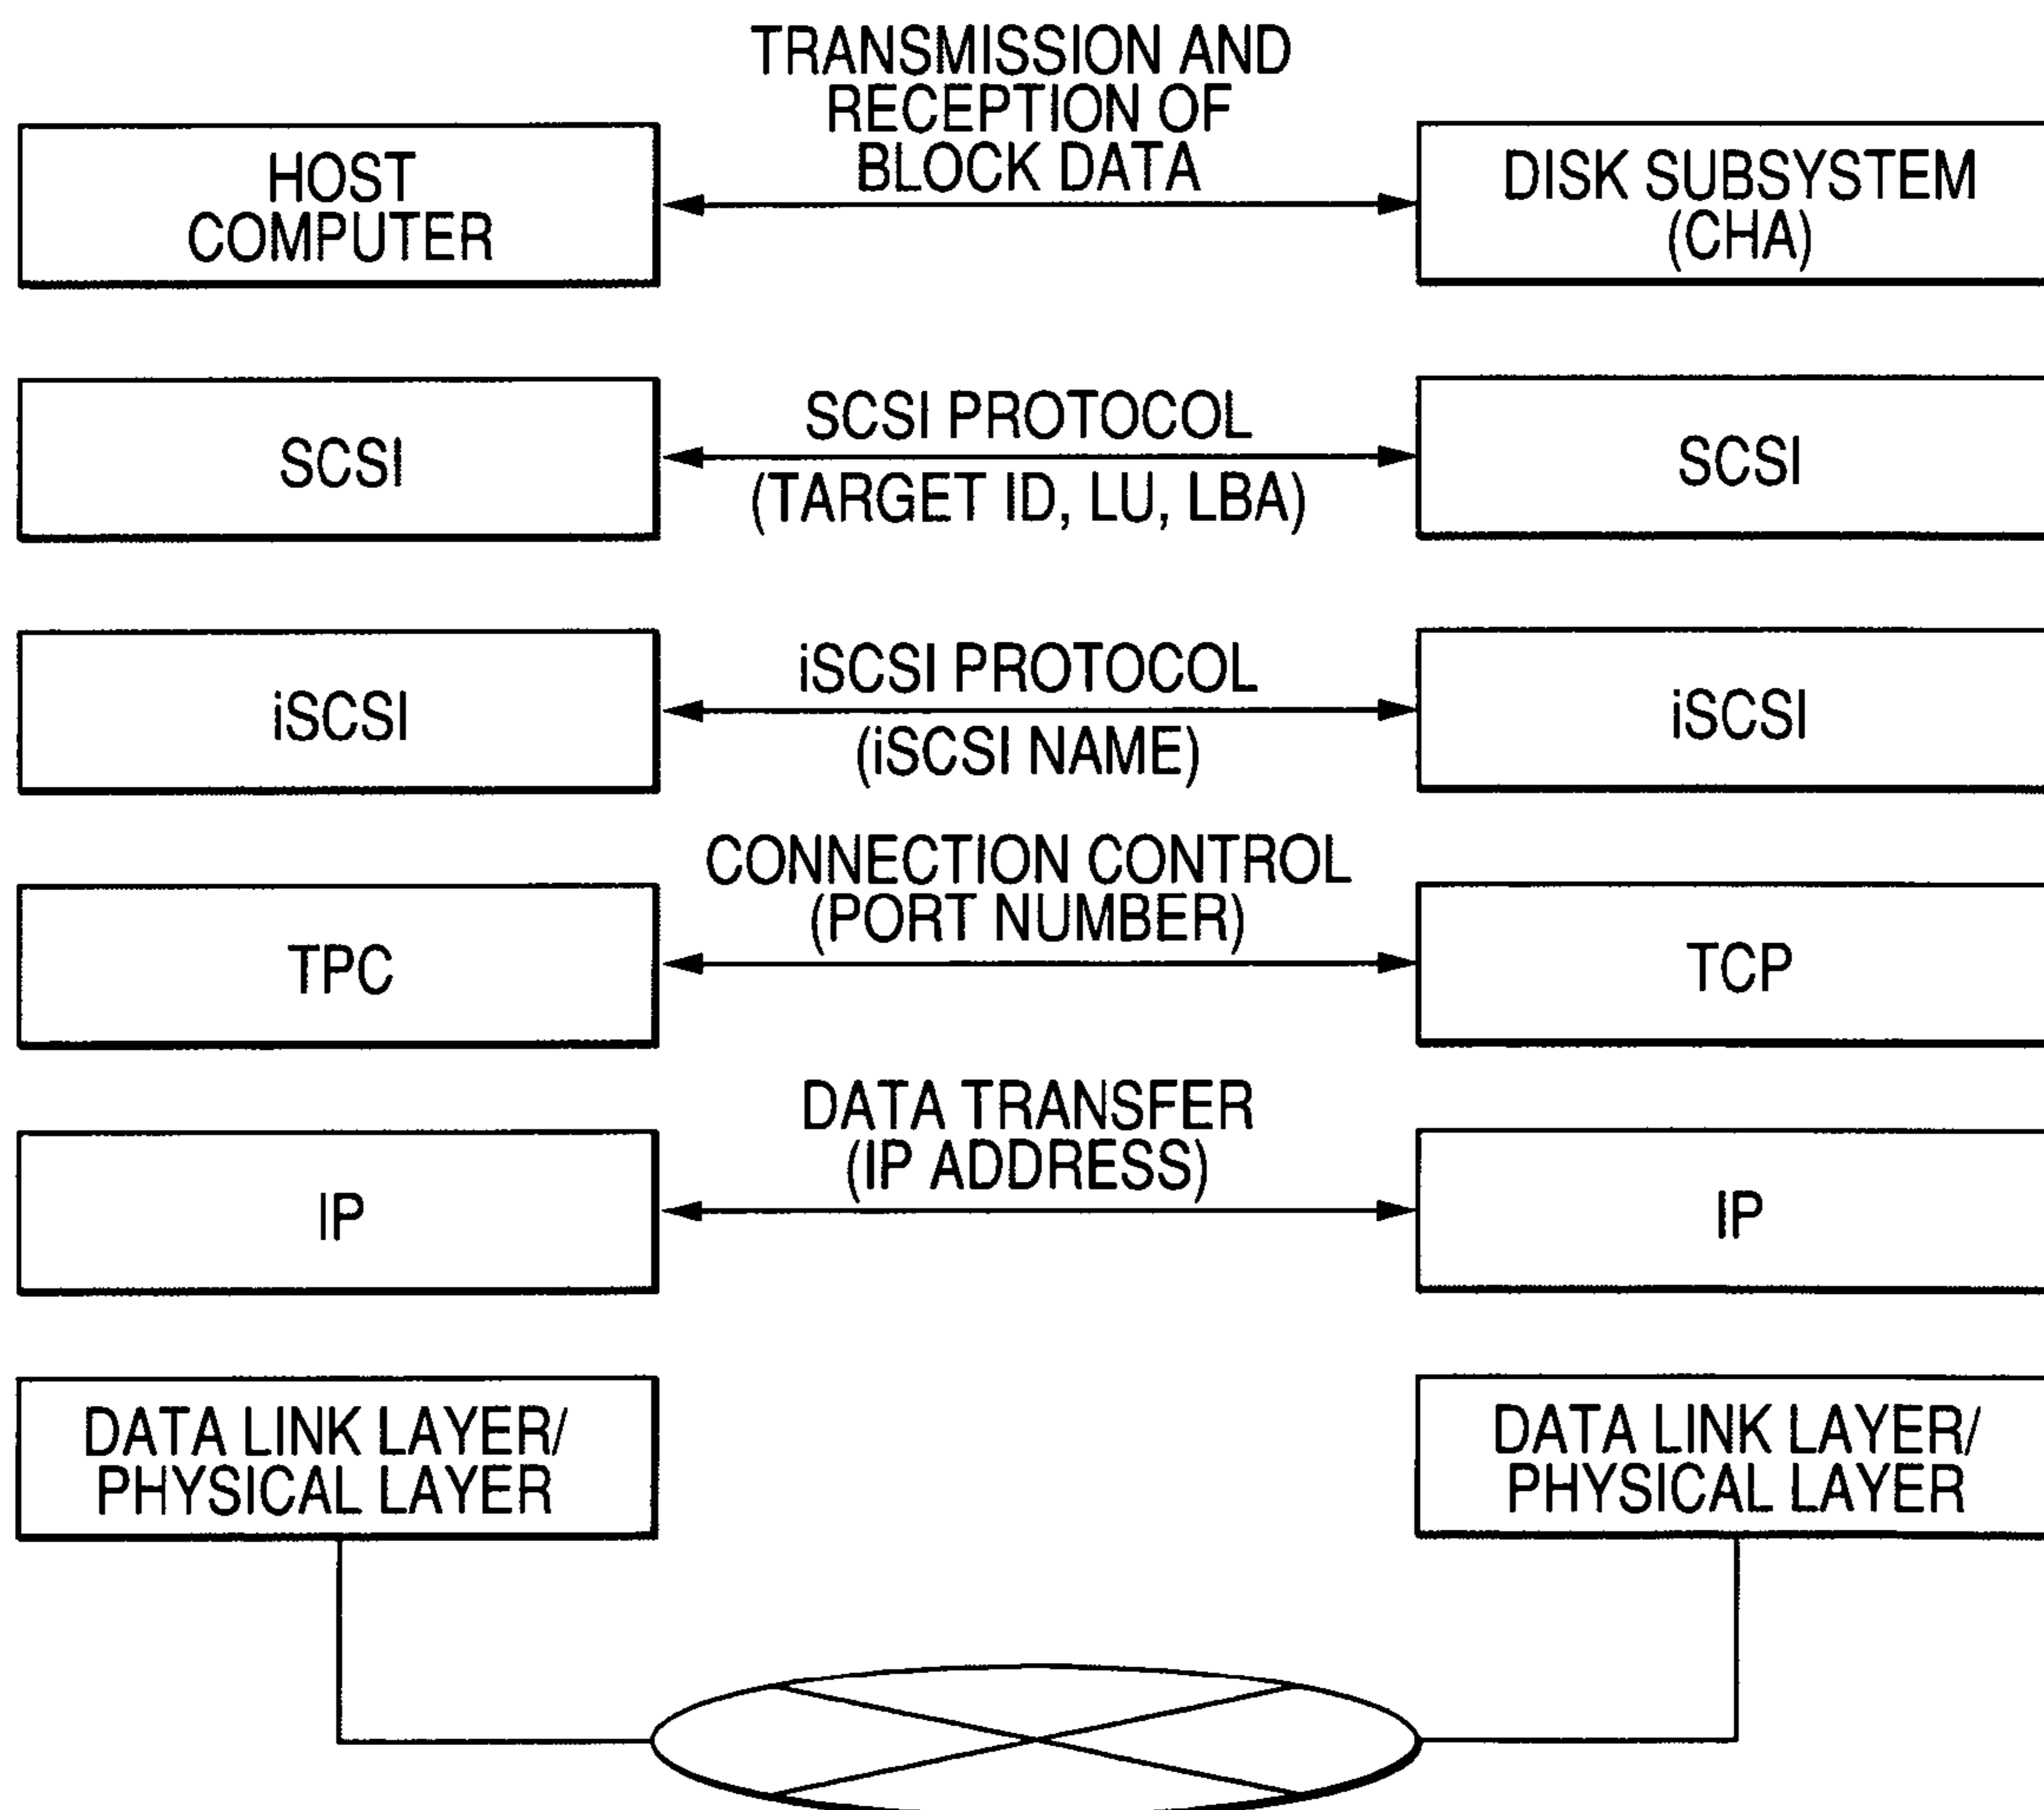 TRANSMISSION AND
RECEPTION OF
BLOCK DATA
HOST
COMPUTER
DISK SUBSYSTEM
(CHA)
SCSI
SCSI PROTOCOL
(TARGET ID, LU, LBA)
SCSI
iSCSI
iSCSI PROTOCOL
(iSCSI NAME)
iSCSI
CONNECTION CONTROL
(PORT NUMBER)
TPC
TCP
DATA TRANSFER
(IP ADDRESS)
IP
IP
DATA LINK LAYER/
PHYSICAL LAYER
DATA LINK LAYER/
PHYSICAL LAYER